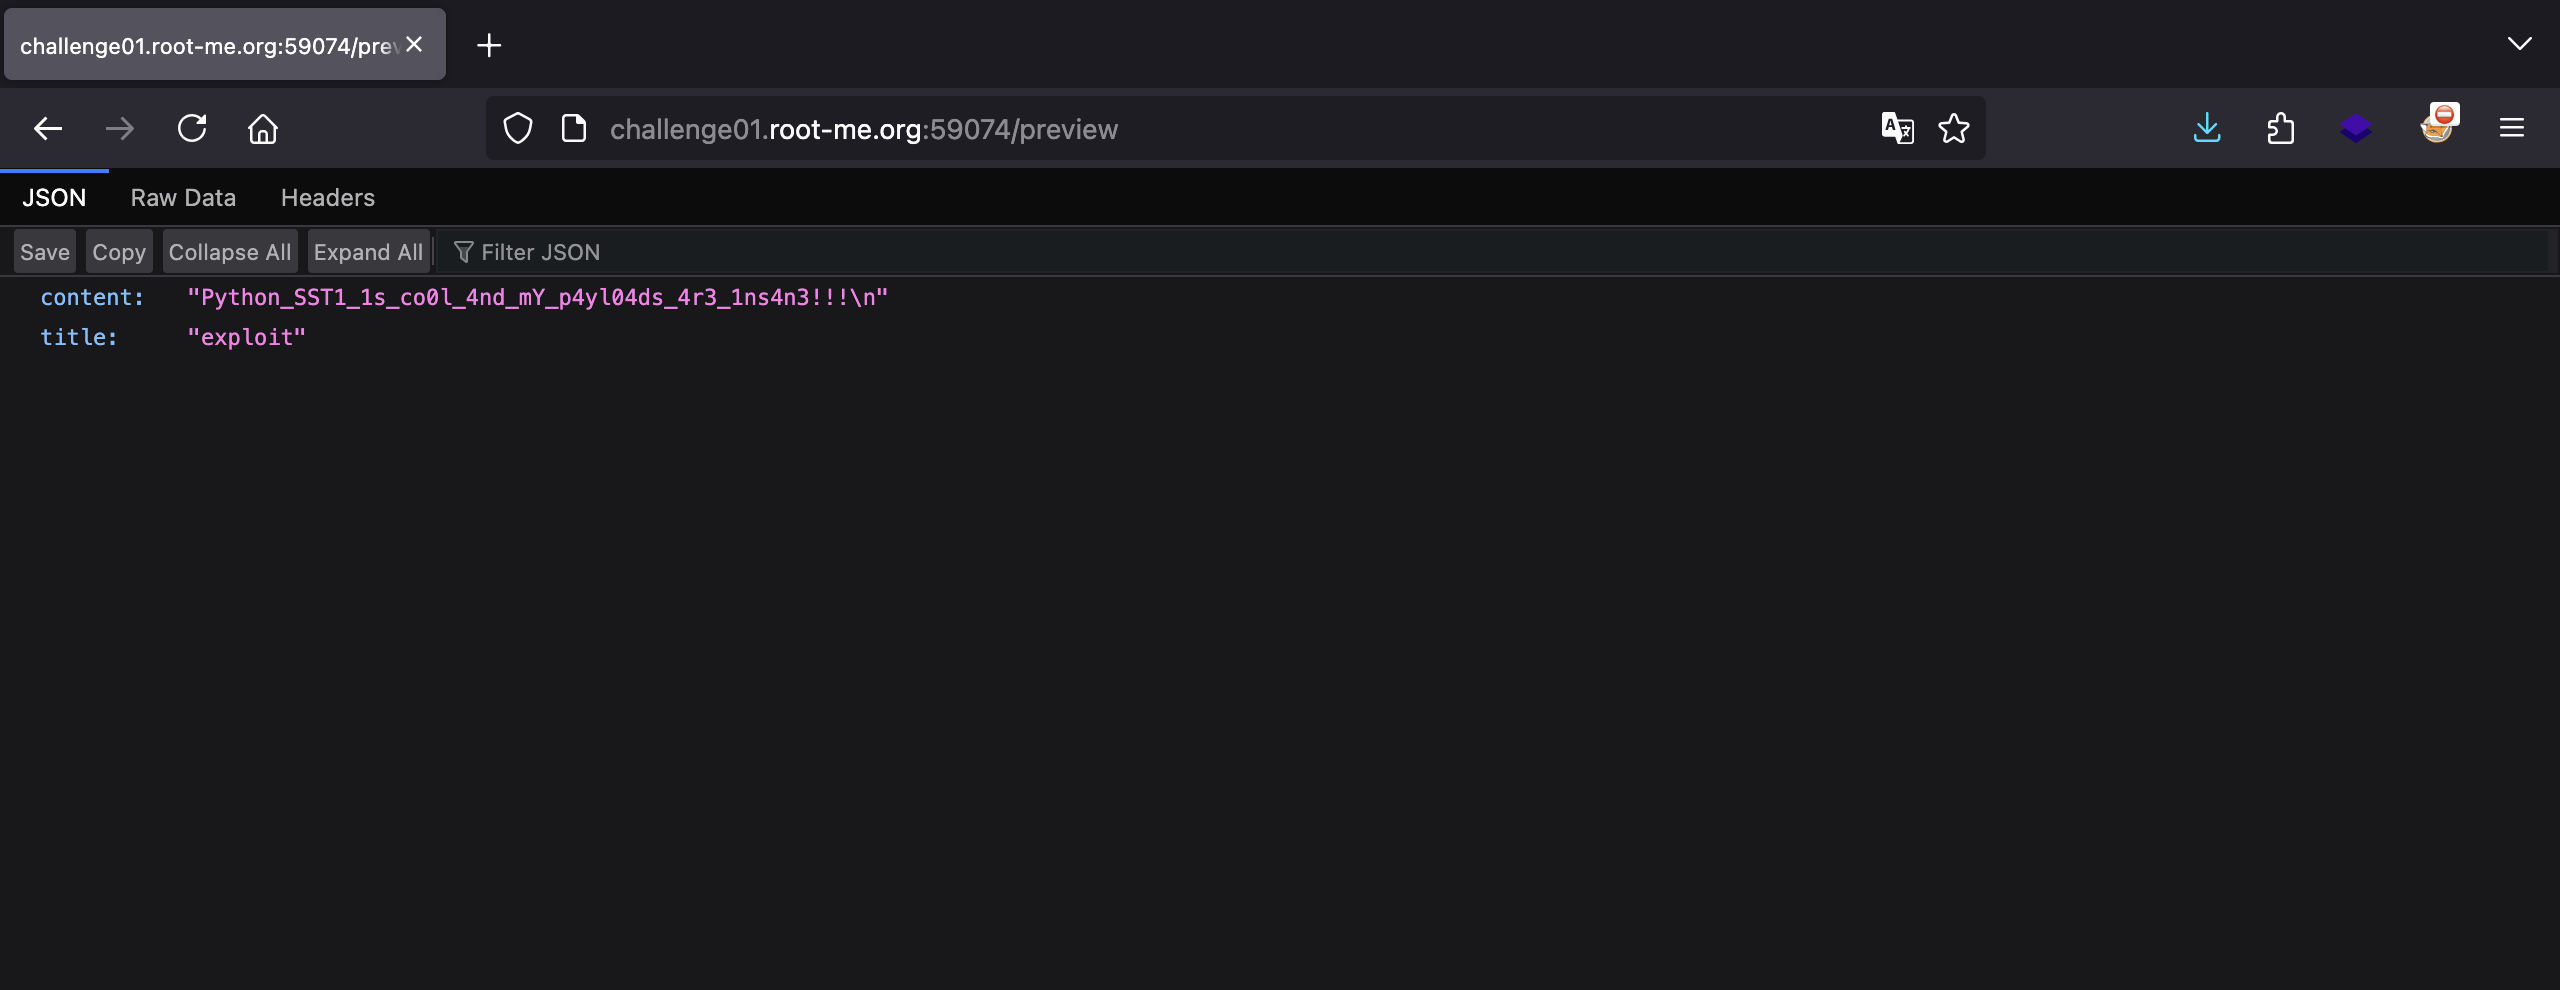 challenge01.root-me.org:59074/prev
challenge01.root-me.org:59074/preview
JSON Raw Data Headers
Save Copy Collapse All Expand All Filter JSON
content: "Python_SST1_1s_co0l_4nd_mY_p4yl04ds_4r3_1ns4n3!!!\n"
title: "exploit"